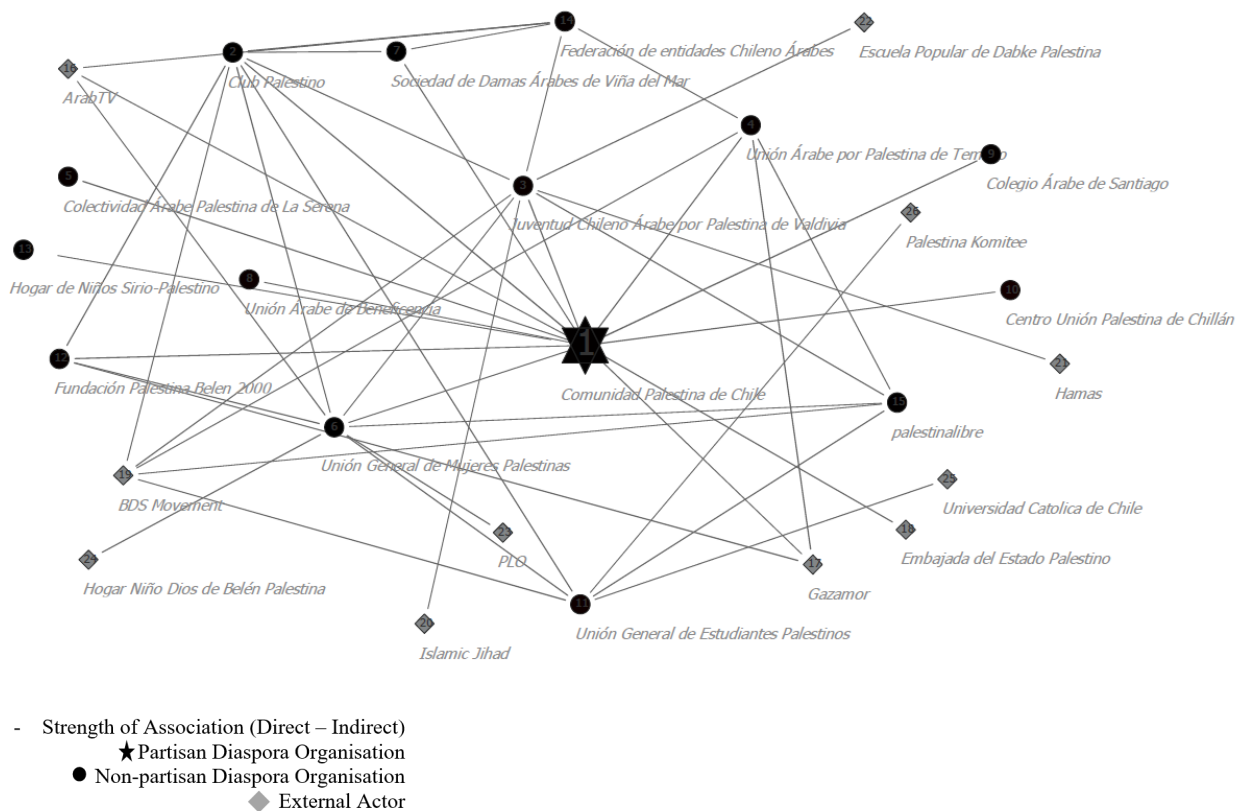 14
22
2
7
Federación de entidades Chileno Árabes
Escuela Popular de Dabke Palestina
16
Club Palestino
Sociedad de Damas Árabes de Viña del Mar
ArabTV
4
Unión Árabe por Palestina de Temuco
9
5
3
Colegio Árabe de Santiago
Colectividad Árabe Palestina de La Serena
Juventud Chileno Árabe por Palestina de Valdivia
26
Palestina Komitee
13
8
Hogar de Niños Sirio-Palestino
Unión Árabe de Beneficencia
10
Centro Unión Palestina de Chillán
1
12
21
Fundación Palestina Belen 2000
Comunidad Palestina de Chile
Hamas
15
6
palestinalibre
Unión General de Mujeres Palestinas
19
25
BDS Movement
Universidad Catolica de Chile
23
18
PLO
Embajada del Estado Palestino
24
17
Hogar Niño Dios de Belén Palestina
Gazamor
11
20
Unión General de Estudiantes Palestinos
Islamic Jihad
- Strength of Association (Direct – Indirect)
Partisan Diaspora Organisation
Non-partisan Diaspora Organisation
External Actor